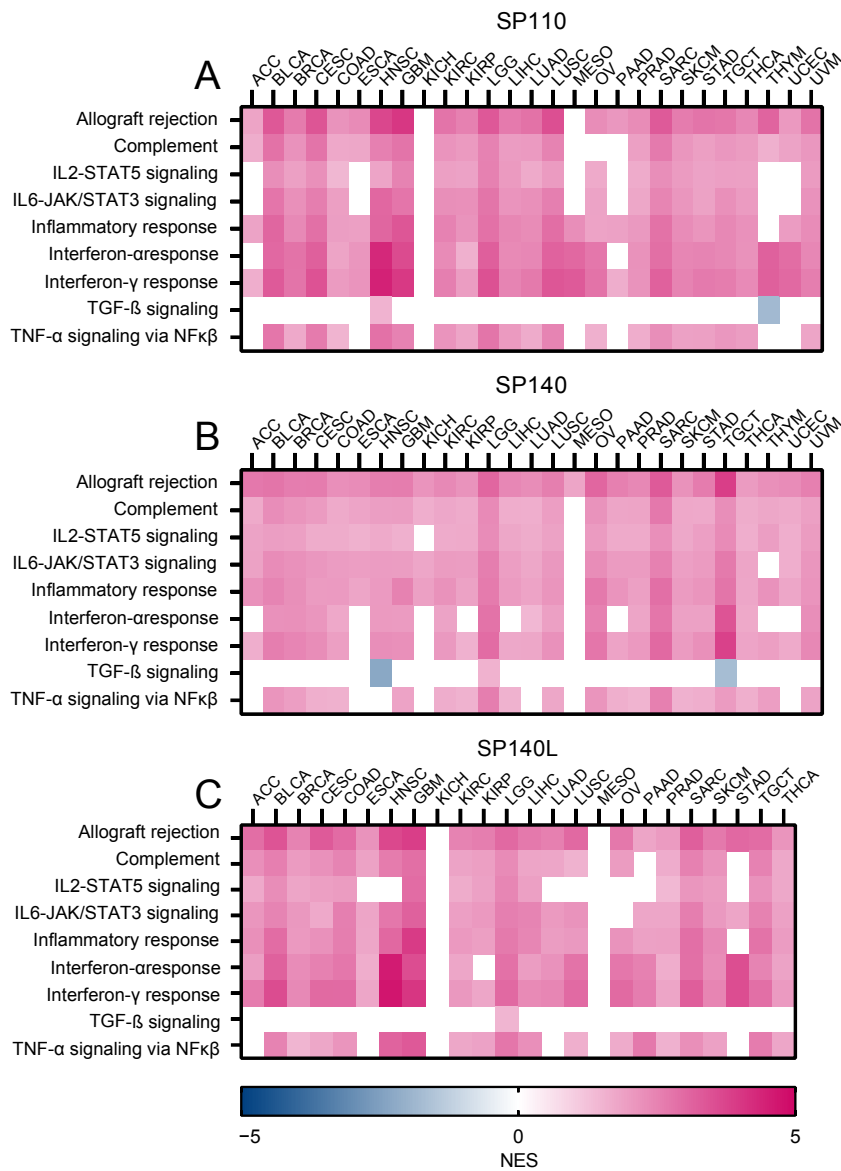 SP110
A
ACC BLCA BRCA CESC COAD ESCA HNSC GBM KICH KIRC KIRP LGG LIHC LUAD LUSC MESO OV PAAD PRAD SARC SKCM STAD TGCT THCA THYM UCEC UVM
Allograft rejection
Complement
IL2-STAT5 signaling
IL6-JAK/STAT3 signaling
Inflammatory response
Interferon-αresponse
Interferon-γ response
TGF-ß signaling
TNF-α signaling via NFκβ
SP140
B
ACC BLCA BRCA CESC COAD ESCA HNSC GBM KICH KIRC KIRP LGG LIHC LUAD LUSC MESO OV PAAD PRAD SARC SKCM STAD TGCT THCA THYM UCEC UVM
Allograft rejection
Complement
IL2-STAT5 signaling
IL6-JAK/STAT3 signaling
Inflammatory response
Interferon-αresponse
Interferon-γ response
TGF-ß signaling
TNF-α signaling via NFκβ
SP140L
C
ACC BLCA BRCA CESC COAD ESCA HNSC GBM KICH KIRC KIRP LGG LIHC LUAD LUSC MESO OV PAAD PRAD SARC SKCM STAD TGCT THCA
Allograft rejection
Complement
IL2-STAT5 signaling
IL6-JAK/STAT3 signaling
Inflammatory response
Interferon-αresponse
Interferon-γ response
TGF-ß signaling
TNF-α signaling via NFκβ
−5 0 5
NES